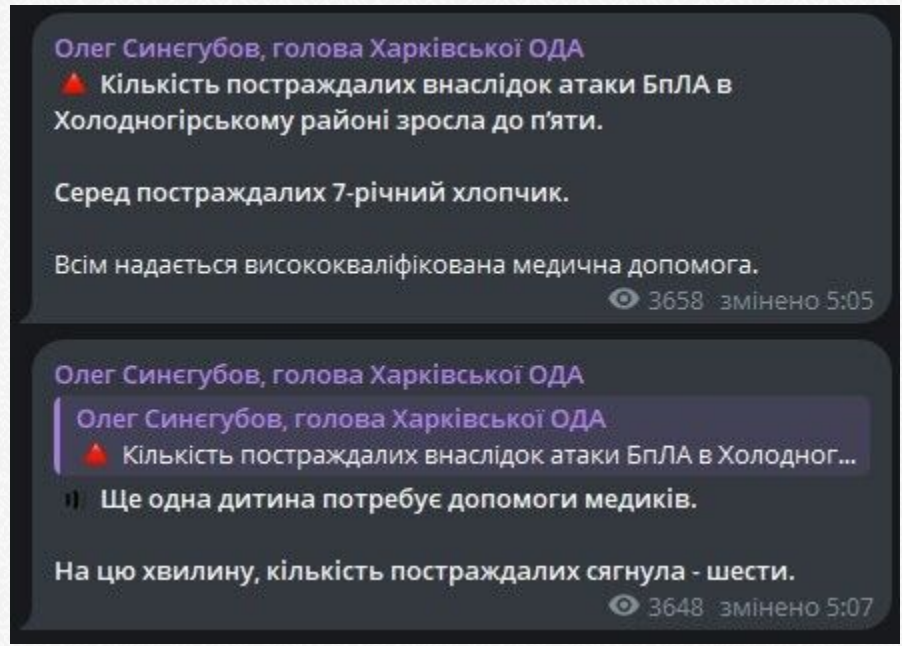 Олег Синєгубов, голова Харківської ОДА
🔺 Кількість постраждалих внаслідок атаки БпЛА в
Холодногірському районі зросла до п’яти.
Серед постраждалих 7-річний хлопчик.
Всім надається висококваліфікована медична допомога.
3658 змінено 5:05
Олег Синєгубов, голова Харківської ОДА
Олег Синєгубов, голова Харківської ОДА
🔺 Кількість постраждалих внаслідок атаки БпЛА в Холодног...
Ще одна дитина потребує допомоги медиків.
На цю хвилину, кількість постраждалих сягнула - шести.
3648 змінено 5:07